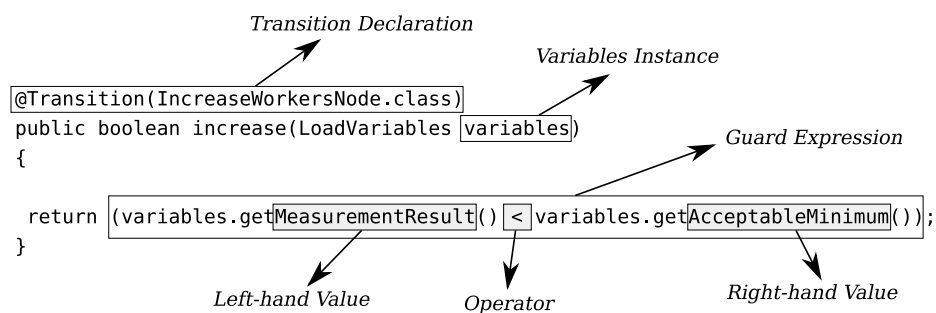 Transition Declaration
Variables Instance
@Transition(IncreaseWorkersNode.class)
public boolean increase(LoadVariables variables)
Guard Expression
{
return (variables.getMeasurementResult() < variables.getAcceptableMinimum());
}
Left-hand Value
Operator
Right-hand Value